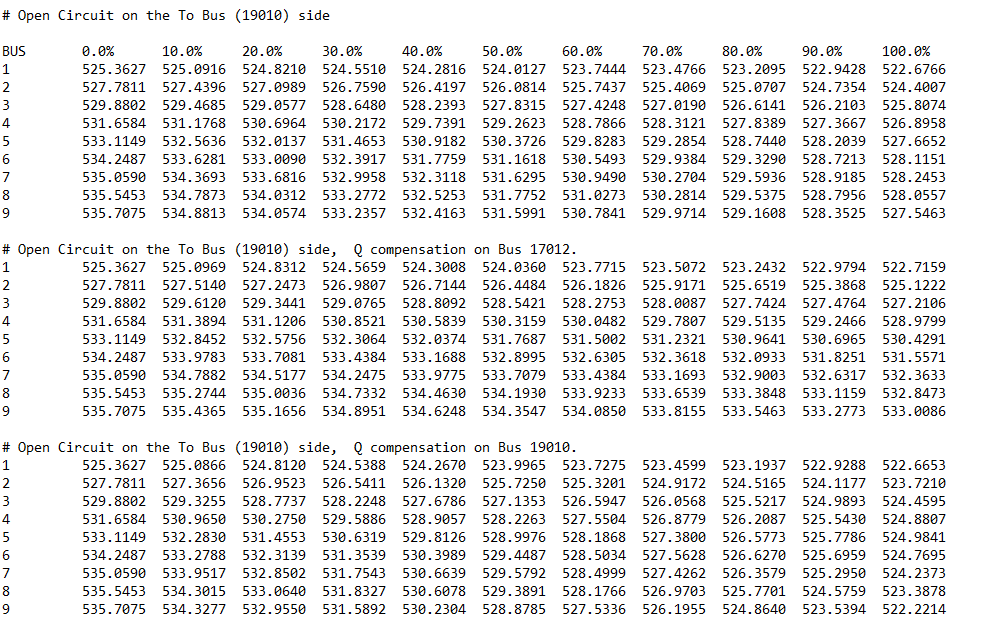 # Open Circuit on the To Bus (19010) side
BUS 0.0% 10.0% 20.0% 30.0% 40.0% 50.0% 60.0% 70.0% 80.0% 90.0% 100.0%
1 525.3627 525.0916 524.8210 524.5510 524.2816 524.0127 523.7444 523.4766 523.2095 522.9428 522.6766
2 527.7811 527.4396 527.0989 526.7590 526.4197 526.0814 525.7437 525.4069 525.0707 524.7354 524.4007
3 529.8802 529.4685 529.0577 528.6480 528.2393 527.8315 527.4248 527.0190 526.6141 526.2103 525.8074
4 531.6584 531.1768 530.6964 530.2172 529.7391 529.2623 528.7866 528.3121 527.8389 527.3667 526.8958
5 533.1149 532.5636 532.0137 531.4653 530.9182 530.3726 529.8283 529.2854 528.7440 528.2039 527.6652
6 534.2487 533.6281 533.0090 532.3917 531.7759 531.1618 530.5493 529.9384 529.3290 528.7213 528.1151
7 535.0590 534.3693 533.6816 532.9958 532.3118 531.6295 530.9490 530.2704 529.5936 528.9185 528.2453
8 535.5453 534.7873 534.0312 533.2772 532.5253 531.7752 531.0273 530.2814 529.5375 528.7956 528.0557
9 535.7075 534.8813 534.0574 533.2357 532.4163 531.5991 530.7841 529.9714 529.1608 528.3525 527.5463
# Open Circuit on the To Bus (19010) side,  Q compensation on Bus 17012.
1 525.3627 525.0969 524.8312 524.5659 524.3008 524.0360 523.7715 523.5072 523.2432 522.9794 522.7159
2 527.7811 527.5140 527.2473 526.9807 526.7144 526.4484 526.1826 525.9171 525.6519 525.3868 525.1222
3 529.8802 529.6120 529.3441 529.0765 528.8092 528.5421 528.2753 528.0087 527.7424 527.4764 527.2106
4 531.6584 531.3894 531.1206 530.8521 530.5839 530.3159 530.0482 529.7807 529.5135 529.2466 528.9799
5 533.1149 532.8452 532.5756 532.3064 532.0374 531.7687 531.5002 531.2321 530.9641 530.6965 530.4291
6 534.2487 533.9783 533.7081 533.4384 533.1688 532.8995 532.6305 532.3618 532.0933 531.8251 531.5571
7 535.0590 534.7882 534.5177 534.2475 533.9775 533.7079 533.4384 533.1693 532.9003 532.6317 532.3633
8 535.5453 535.2744 535.0036 534.7332 534.4630 534.1930 533.9233 533.6539 533.3848 533.1159 532.8473
9 535.7075 535.4365 535.1656 534.8951 534.6248 534.3547 534.0850 533.8155 533.5463 533.2773 533.0086
# Open Circuit on the To Bus (19010) side,  Q compensation on Bus 19010.
1 525.3627 525.0866 524.8120 524.5388 524.2670 523.9965 523.7275 523.4599 523.1937 522.9288 522.6653
2 527.7811 527.3656 526.9523 526.5411 526.1320 525.7250 525.3201 524.9172 524.5165 524.1177 523.7210
3 529.8802 529.3255 528.7737 528.2248 527.6786 527.1353 526.5947 526.0568 525.5217 524.9893 524.4595
4 531.6584 530.9650 530.2750 529.5886 528.9057 528.2263 527.5504 526.8779 526.2087 525.5430 524.8807
5 533.1149 532.2830 531.4553 530.6319 529.8126 528.9976 528.1868 527.3800 526.5773 525.7786 524.9841
6 534.2487 533.2788 532.3139 531.3539 530.3989 529.4487 528.5034 527.5628 526.6270 525.6959 524.7695
7 535.0590 533.9517 532.8502 531.7543 530.6639 529.5792 528.4999 527.4262 526.3579 525.2950 524.2373
8 535.5453 534.3015 533.0640 531.8327 530.6078 529.3891 528.1766 526.9703 525.7701 524.5759 523.3878
9 535.7075 534.3277 532.9550 531.5892 530.2304 528.8785 527.5336 526.1955 524.8640 523.5394 522.2214